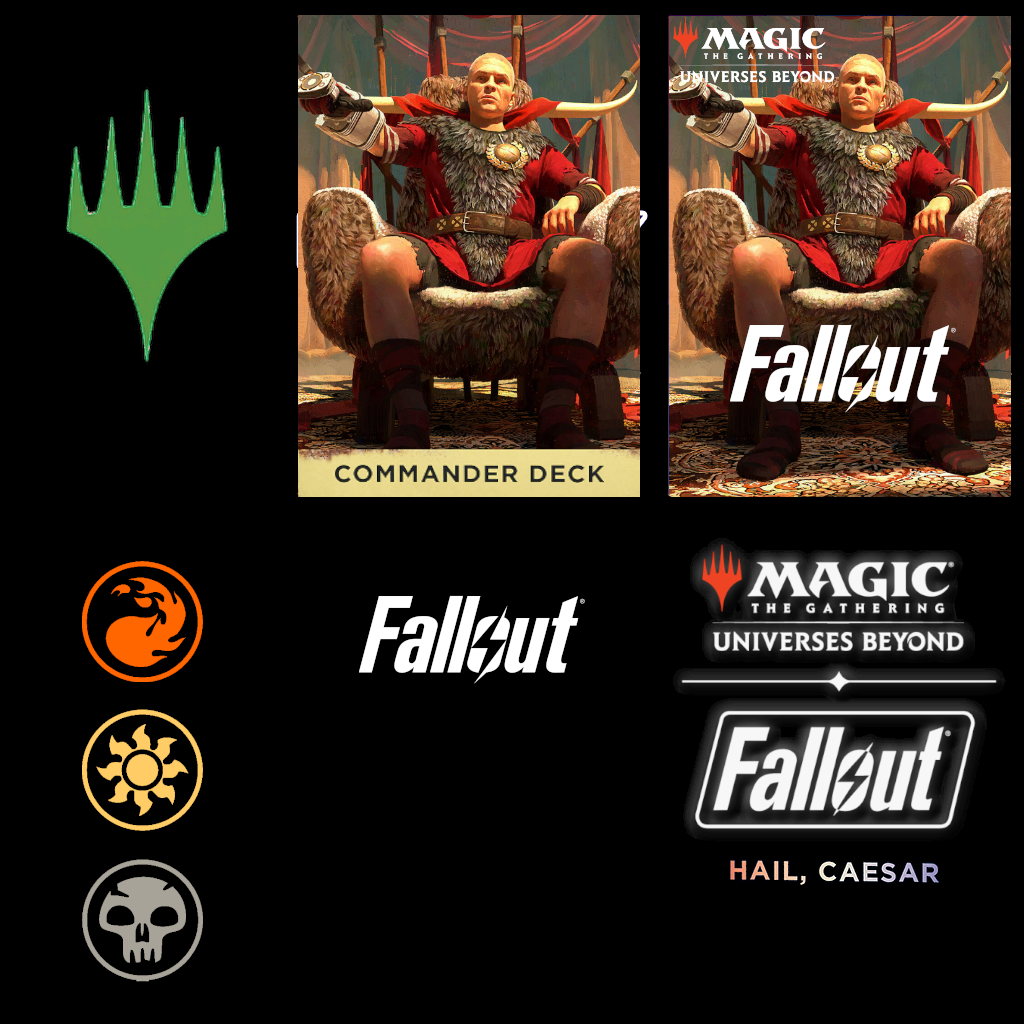 MAGIC
THE GATHERING
UNIVERSES BEYOND
Fallout®
COMMANDER DECK
Fallout®
MAGIC®
THE GATHERING
UNIVERSES BEYOND
Fallout®
HAIL, CAESAR